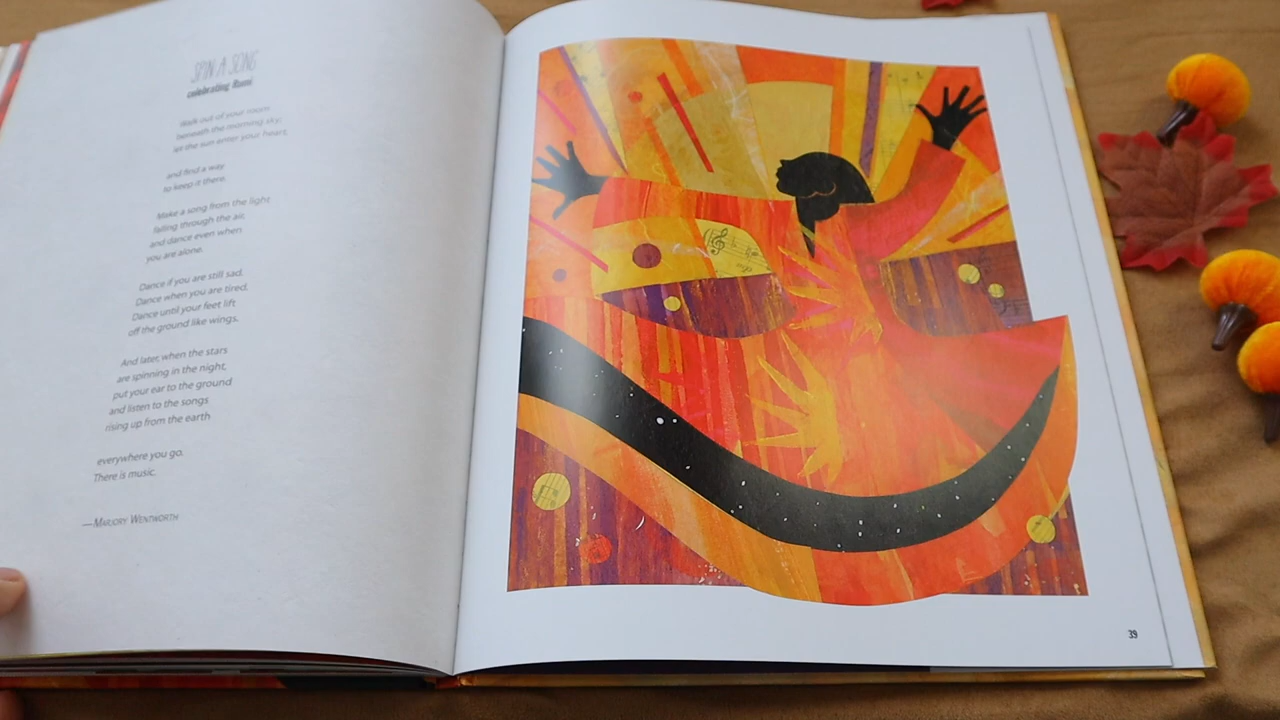 SPIN A SONG
celebrating Rumi
Walk out of your room
beneath the morning sky;
let the sun enter your heart,
and find a way
to keep it there.
Make a song from the light
falling through the air,
and dance even when
you are alone.
Dance if you are still sad.
Dance when you are tired.
Dance until your feet lift
off the ground like wings.
And later, when the stars
are spinning in the night,
put your ear to the ground
and listen to the songs
rising up from the earth
everywhere you go.
There is music.
—MARJORY WENTWORTH
mp
39